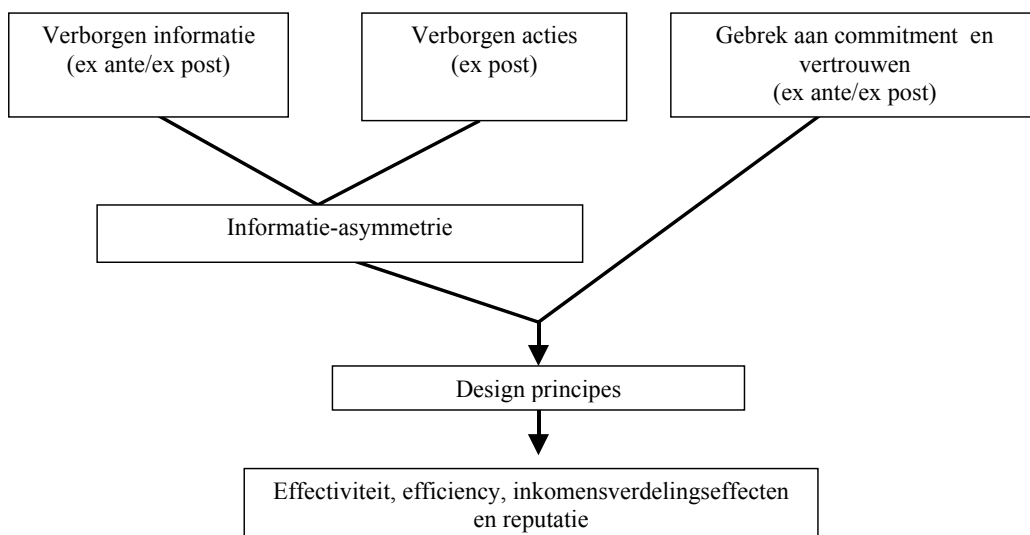 Verborgen informatie
(ex ante/ex post)
Verborgen acties
(ex post)
Gebrek aan commitment en
vertrouwen
(ex ante/ex post)
Informatie-asymmetrie
Design principes
Effectiviteit, efficiency, inkomensverdelingseffecten
en reputatie